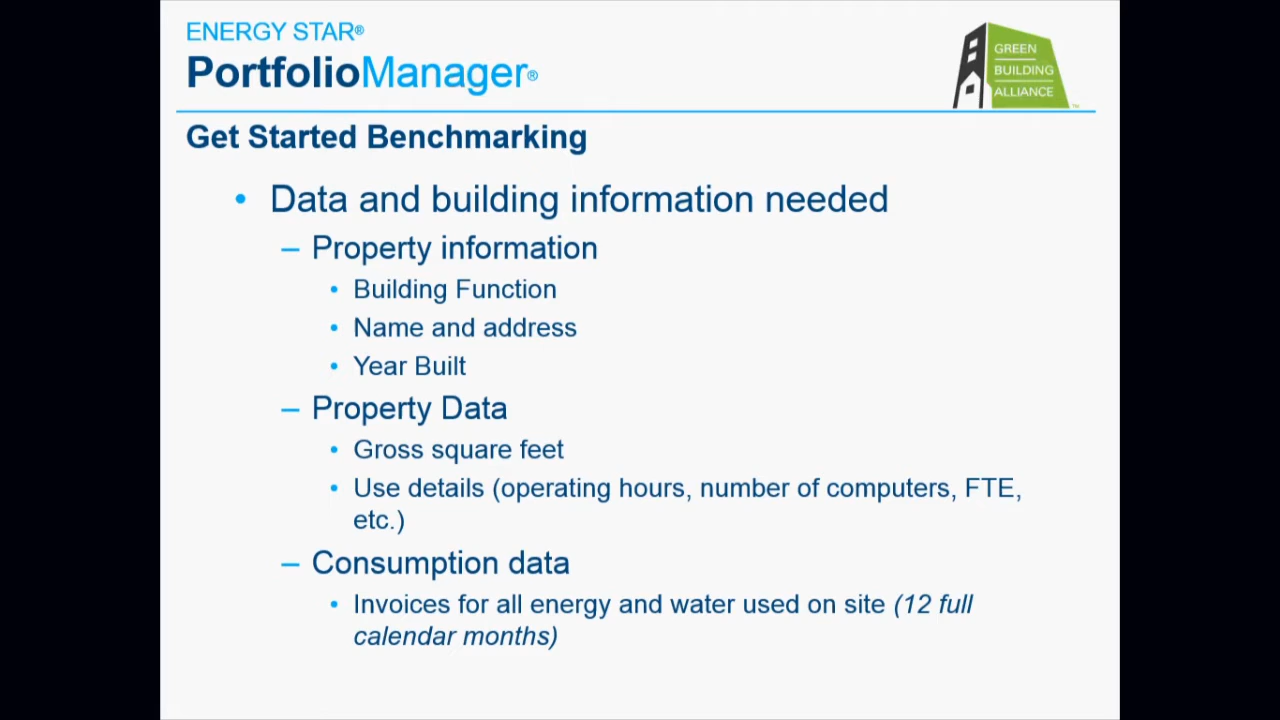 ENERGY STAR®
PortfolioManager®
GREEN
BUILDING
ALLIANCE™
Get Started Benchmarking
• Data and building information needed
– Property information
• Building Function
• Name and address
• Year Built
– Property Data
• Gross square feet
• Use details (operating hours, number of computers, FTE,
etc.)
– Consumption data
• Invoices for all energy and water used on site (12 full
calendar months)